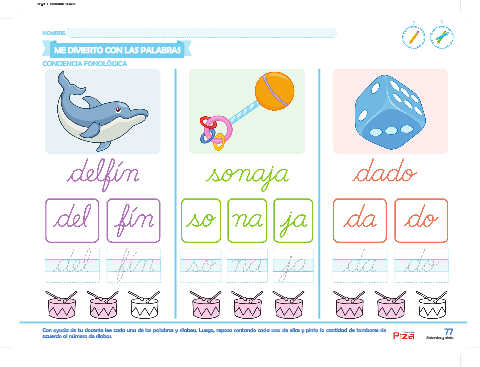 NOMBRE:
ME DIVIERTO CON LAS PALABRAS
CONCIENCIA FONOLÓGICA
delfín
sonaja
dado
del fín
so na ja
da do
del fín
so na ja
da do
Con ayuda de tu docente lee cada una de las palabras y sílabas. Luego, repasa contando cada una de ellas y pinta la cantidad de tambores de
acuerdo al número de sílabas.
77